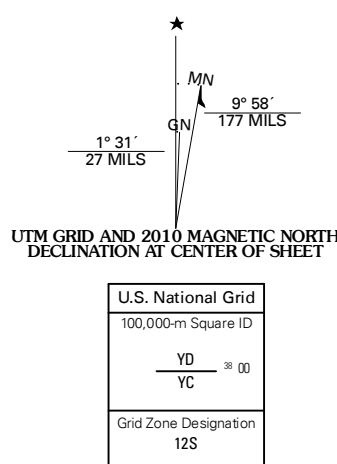 ★
MN
9° 58´
177 MILS
GN
1° 31´
27 MILS
UTM GRID AND 2010 MAGNETIC NORTH
DECLINATION AT CENTER OF SHEET
U.S. National Grid
100,000-m Square ID
YD
38 00
YC
Grid Zone Designation
12S